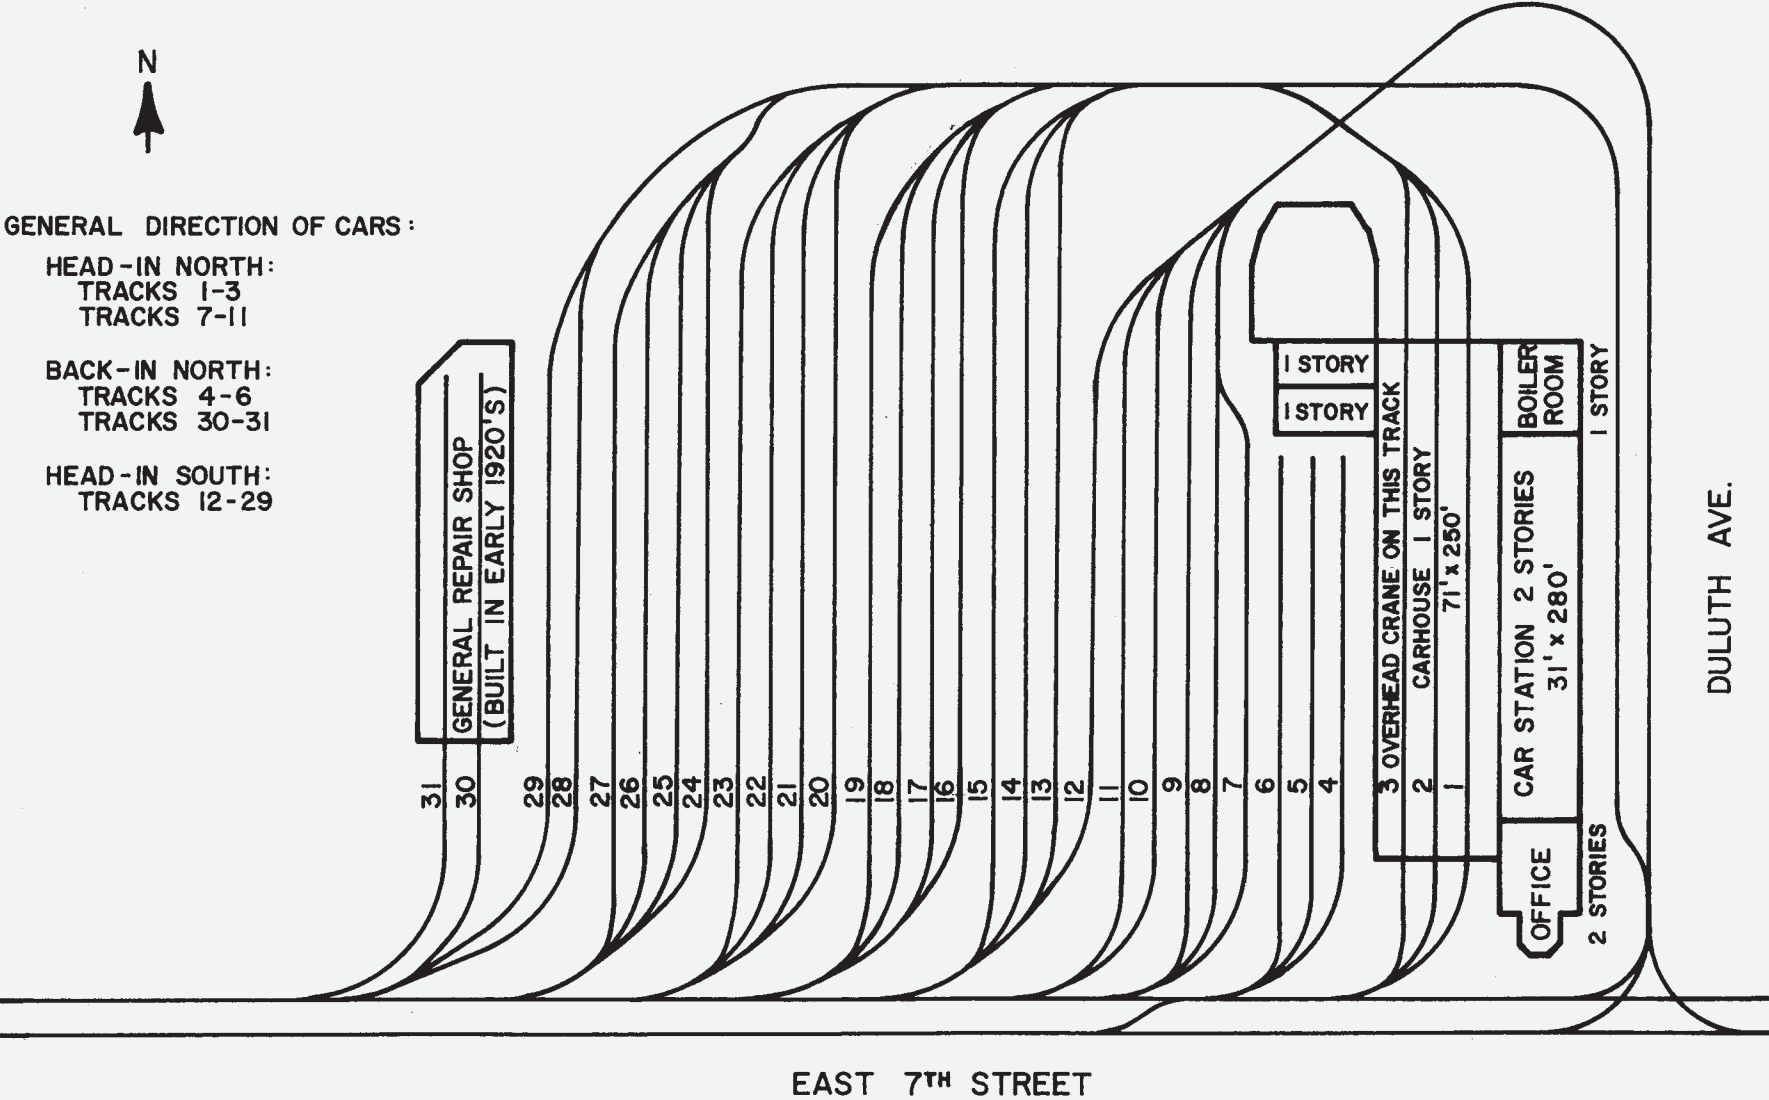 N
GENERAL DIRECTION OF CARS:
HEAD-IN NORTH:
TRACKS 1-3
TRACKS 7-11
BACK-IN NORTH:
TRACKS 4-6
TRACKS 30-31
HEAD-IN SOUTH:
TRACKS 12-29
GENERAL REPAIR SHOP
(BUILT IN EARLY 1920'S)
31
30
29
28
27
26
25
24
23
22
21
20
19
18
17
16
15
14
13
12
11
10
9
8
7
6
5
4
3
2
1
1 STORY
1 STORY
OVERHEAD CRANE ON THIS TRACK
CARHOUSE 1 STORY
71' x 250'
BOILER
ROOM
1 STORY
CAR STATION 2 STORIES
31' x 280'
OFFICE
2 STORIES
DULUTH AVE.
EAST 7TH STREET